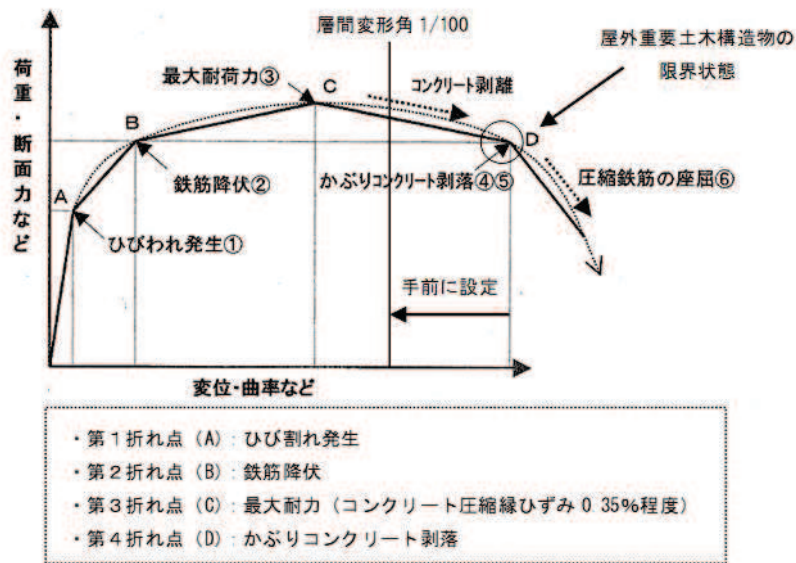 層間変形角 1/100
屋外重要土木構造物の
限界状態
荷重・断面力など
最大耐荷力③
C
コンクリート剥離
B
D
鉄筋降伏②
かぶりコンクリート剥落④⑤
圧縮鉄筋の座屈⑥
A
ひびわれ発生①
手前に設定
変位・曲率など
・第1折れ点（A）：ひび割れ発生
・第2折れ点（B）：鉄筋降伏
・第3折れ点（C）：最大耐力（コンクリート圧縮縁ひずみ 0.35%程度）
・第4折れ点（D）：かぶりコンクリート剥落